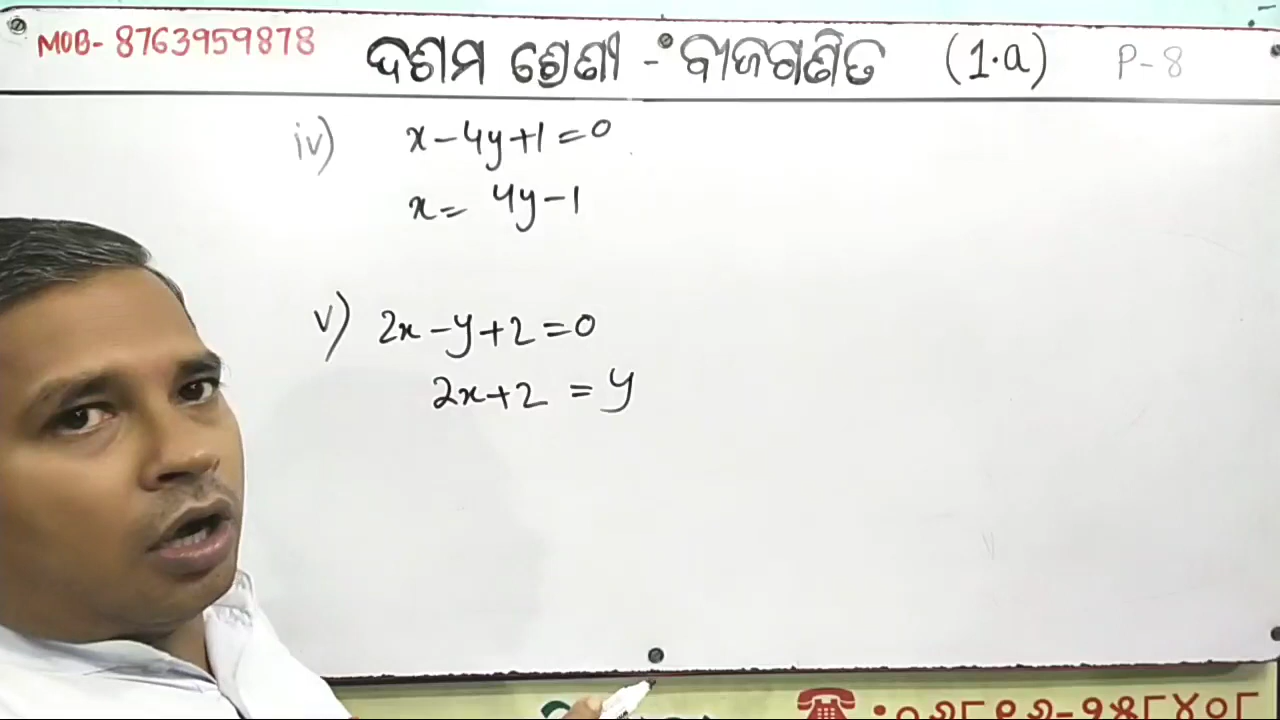 MOB- 8763959878 ଦଶମ ଶ୍ରେଣୀ - ବୀଜଗଣିତ (1.a) P-8
iv) x-4y+1=0
x= 4y-1
v) 2x-y+2=0
2x+2 = y